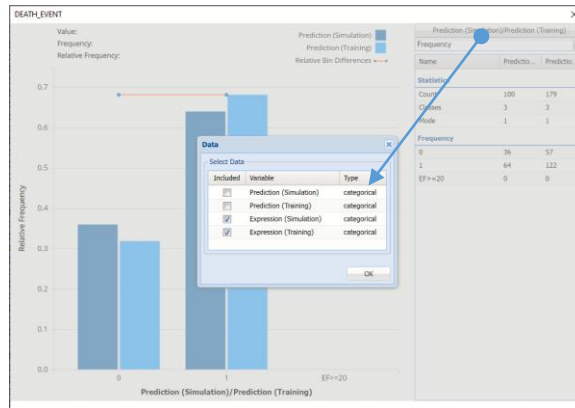 DEATH_EVENT
Value:
Frequency:
Relative Frequency:
Prediction (Simulation)
Prediction (Training)
Relative Bin Differences
Prediction (Simulation)/Prediction (Training)
Frequency
Name Predictio... Predictio...
Statistics
Count 100 179
Classes 3 3
Mode 1 1
Frequency
0 36 57
1 64 122
EF>=20 0 0
Data
Select Data
Included Variable Type
Prediction (Simulation) categorical
Prediction (Training) categorical
Expression (Simulation) categorical
Expression (Training) categorical
OK
Relative Frequency
0.7
0.6
0.5
0.4
0.3
0.2
0.1
0.0
0 1 EF>=20
Prediction (Simulation)/Prediction (Training)